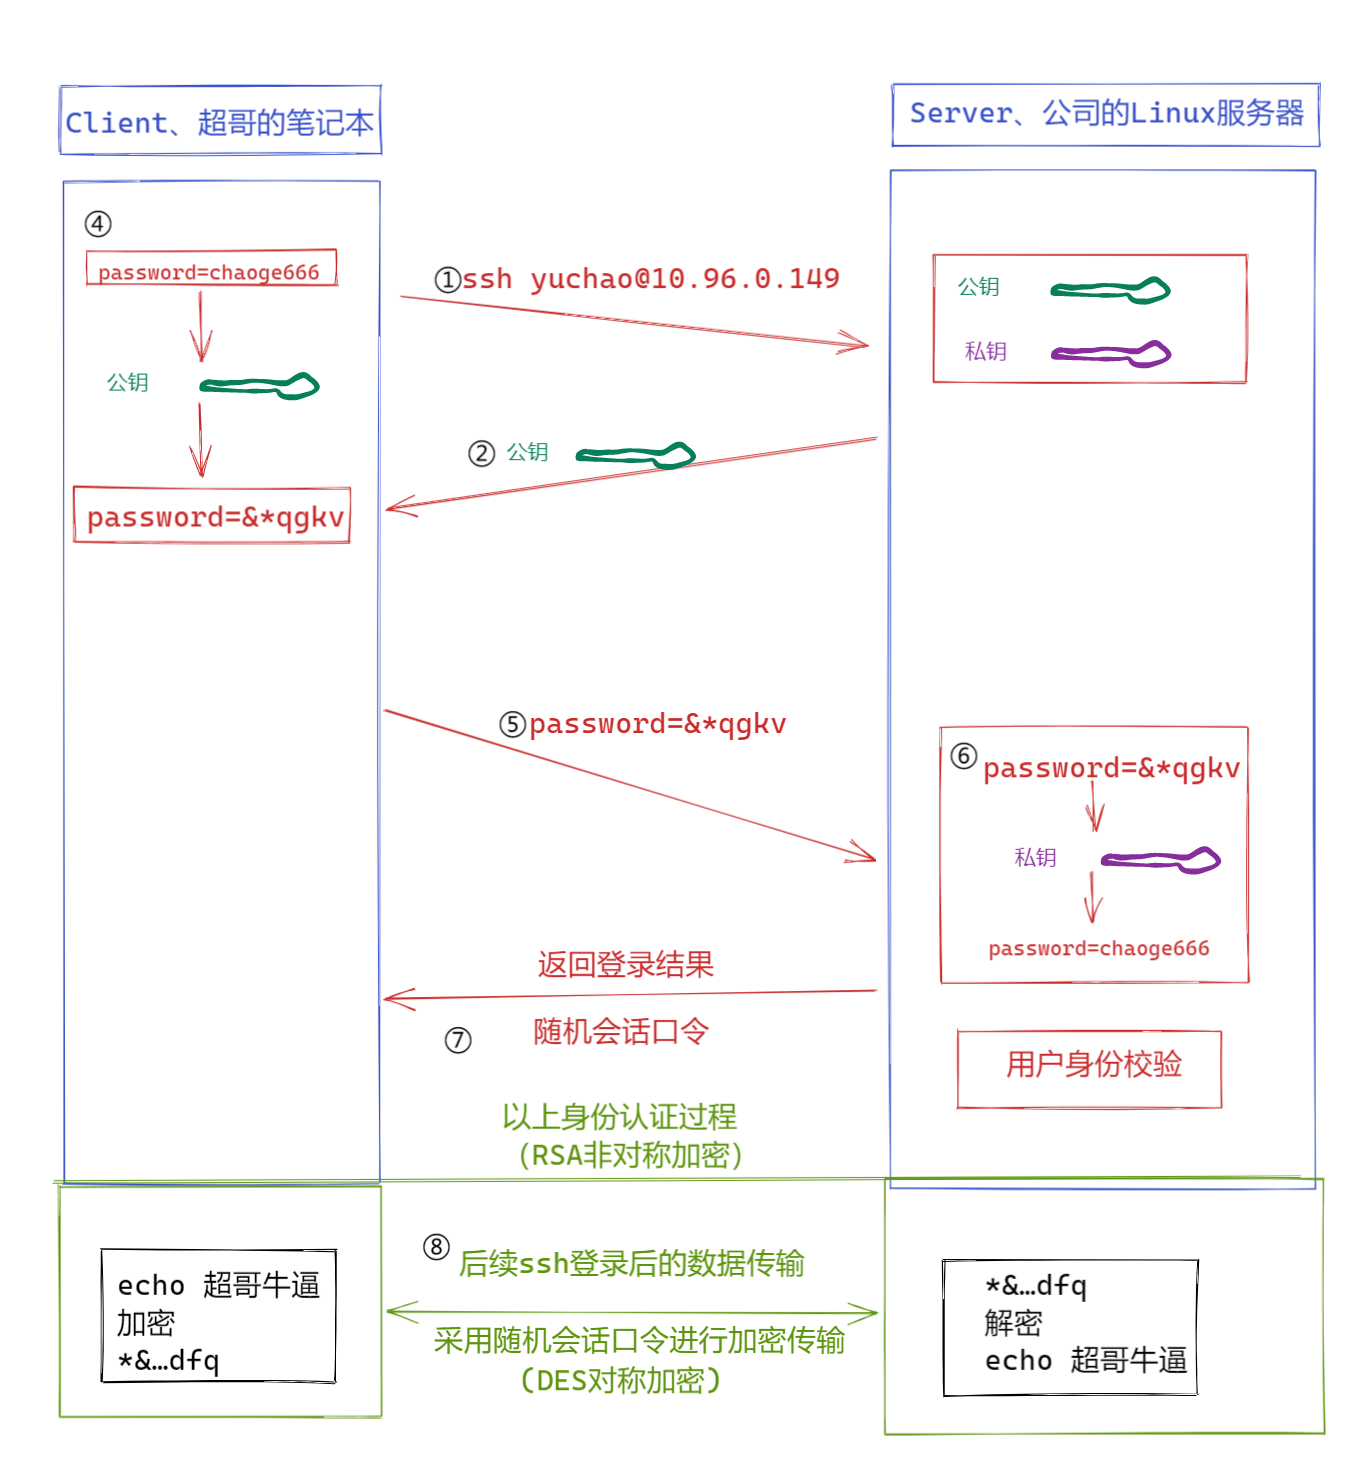 Client、超哥的笔记本
Server、公司的Linux服务器
④
password=chaoge666
公钥
password=&*qgkv
①ssh yuchao@10.96.0.149
公钥
私钥
② 公钥
⑤password=&*qgkv
⑥ password=&*qgkv
私钥
password=chaoge666
返回登录结果
⑦ 随机会话口令
用户身份校验
以上身份认证过程
(RSA非对称加密)
⑧ 后续ssh登录后的数据传输
采用随机会话口令进行加密传输
(DES对称加密)
echo 超哥牛逼
加密
*&…dfq
*&…dfq
解密
echo 超哥牛逼